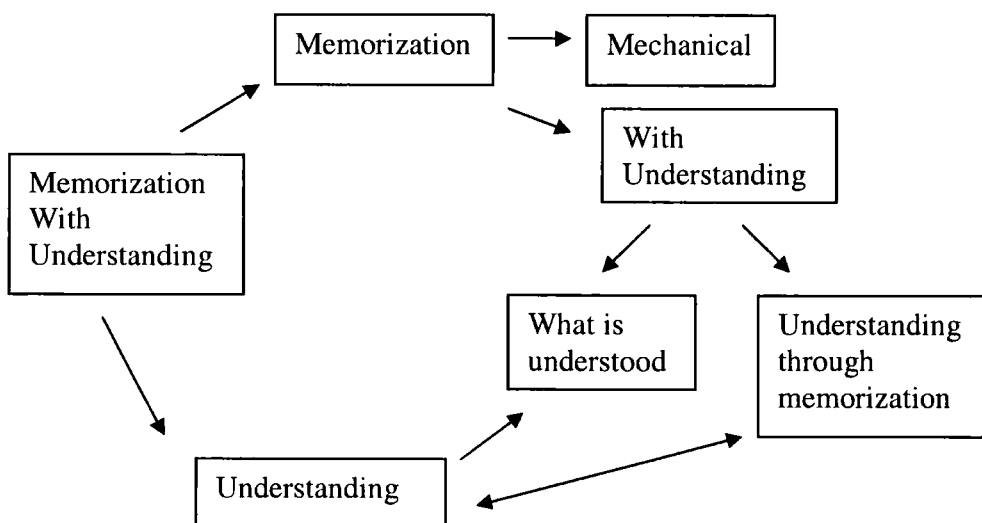 Memorization
Mechanical
With
Understanding
Memorization
With
Understanding
What is
understood
Understanding
through
memorization
Understanding